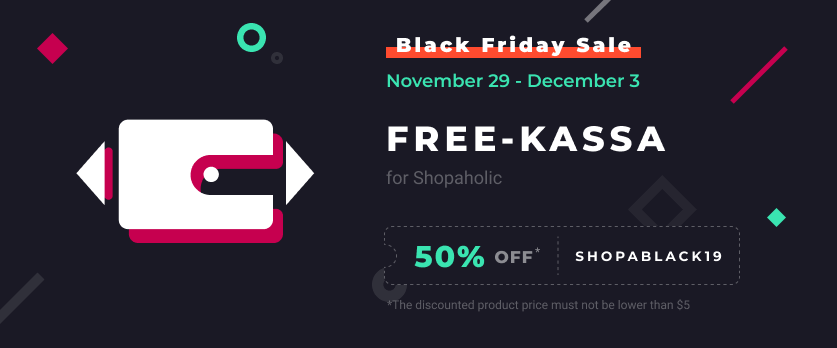 Black Friday Sale
November 29 - December 3
FREE-KASSA
for Shopaholic
50% OFF* SHOPABLACK19
*The discounted product price must not be lower than $5